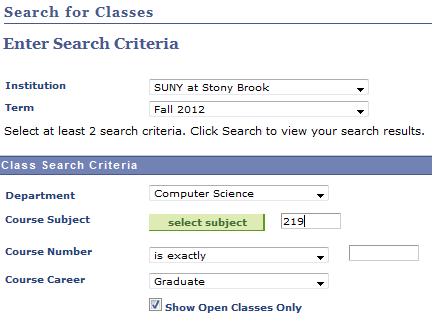 Search for Classes
Enter Search Criteria
Institution SUNY at Stony Brook
Term Fall 2012
Select at least 2 search criteria. Click Search to view your search results.
Class Search Criteria
Department Computer Science
Course Subject select subject 219
Course Number is exactly
Course Career Graduate
Show Open Classes Only